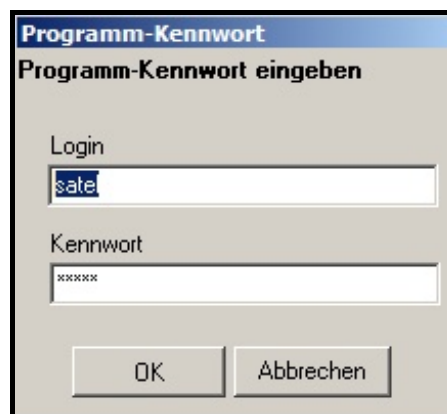 Programm-Kennwort
Programm-Kennwort eingeben
Login
satel
Kennwort
*****
OK
Abbrechen